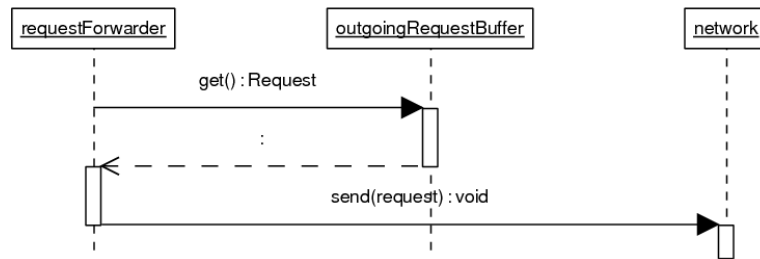 requestForwarder
outgoingRequestBuffer
network
get() : Request
:
send(request) : void